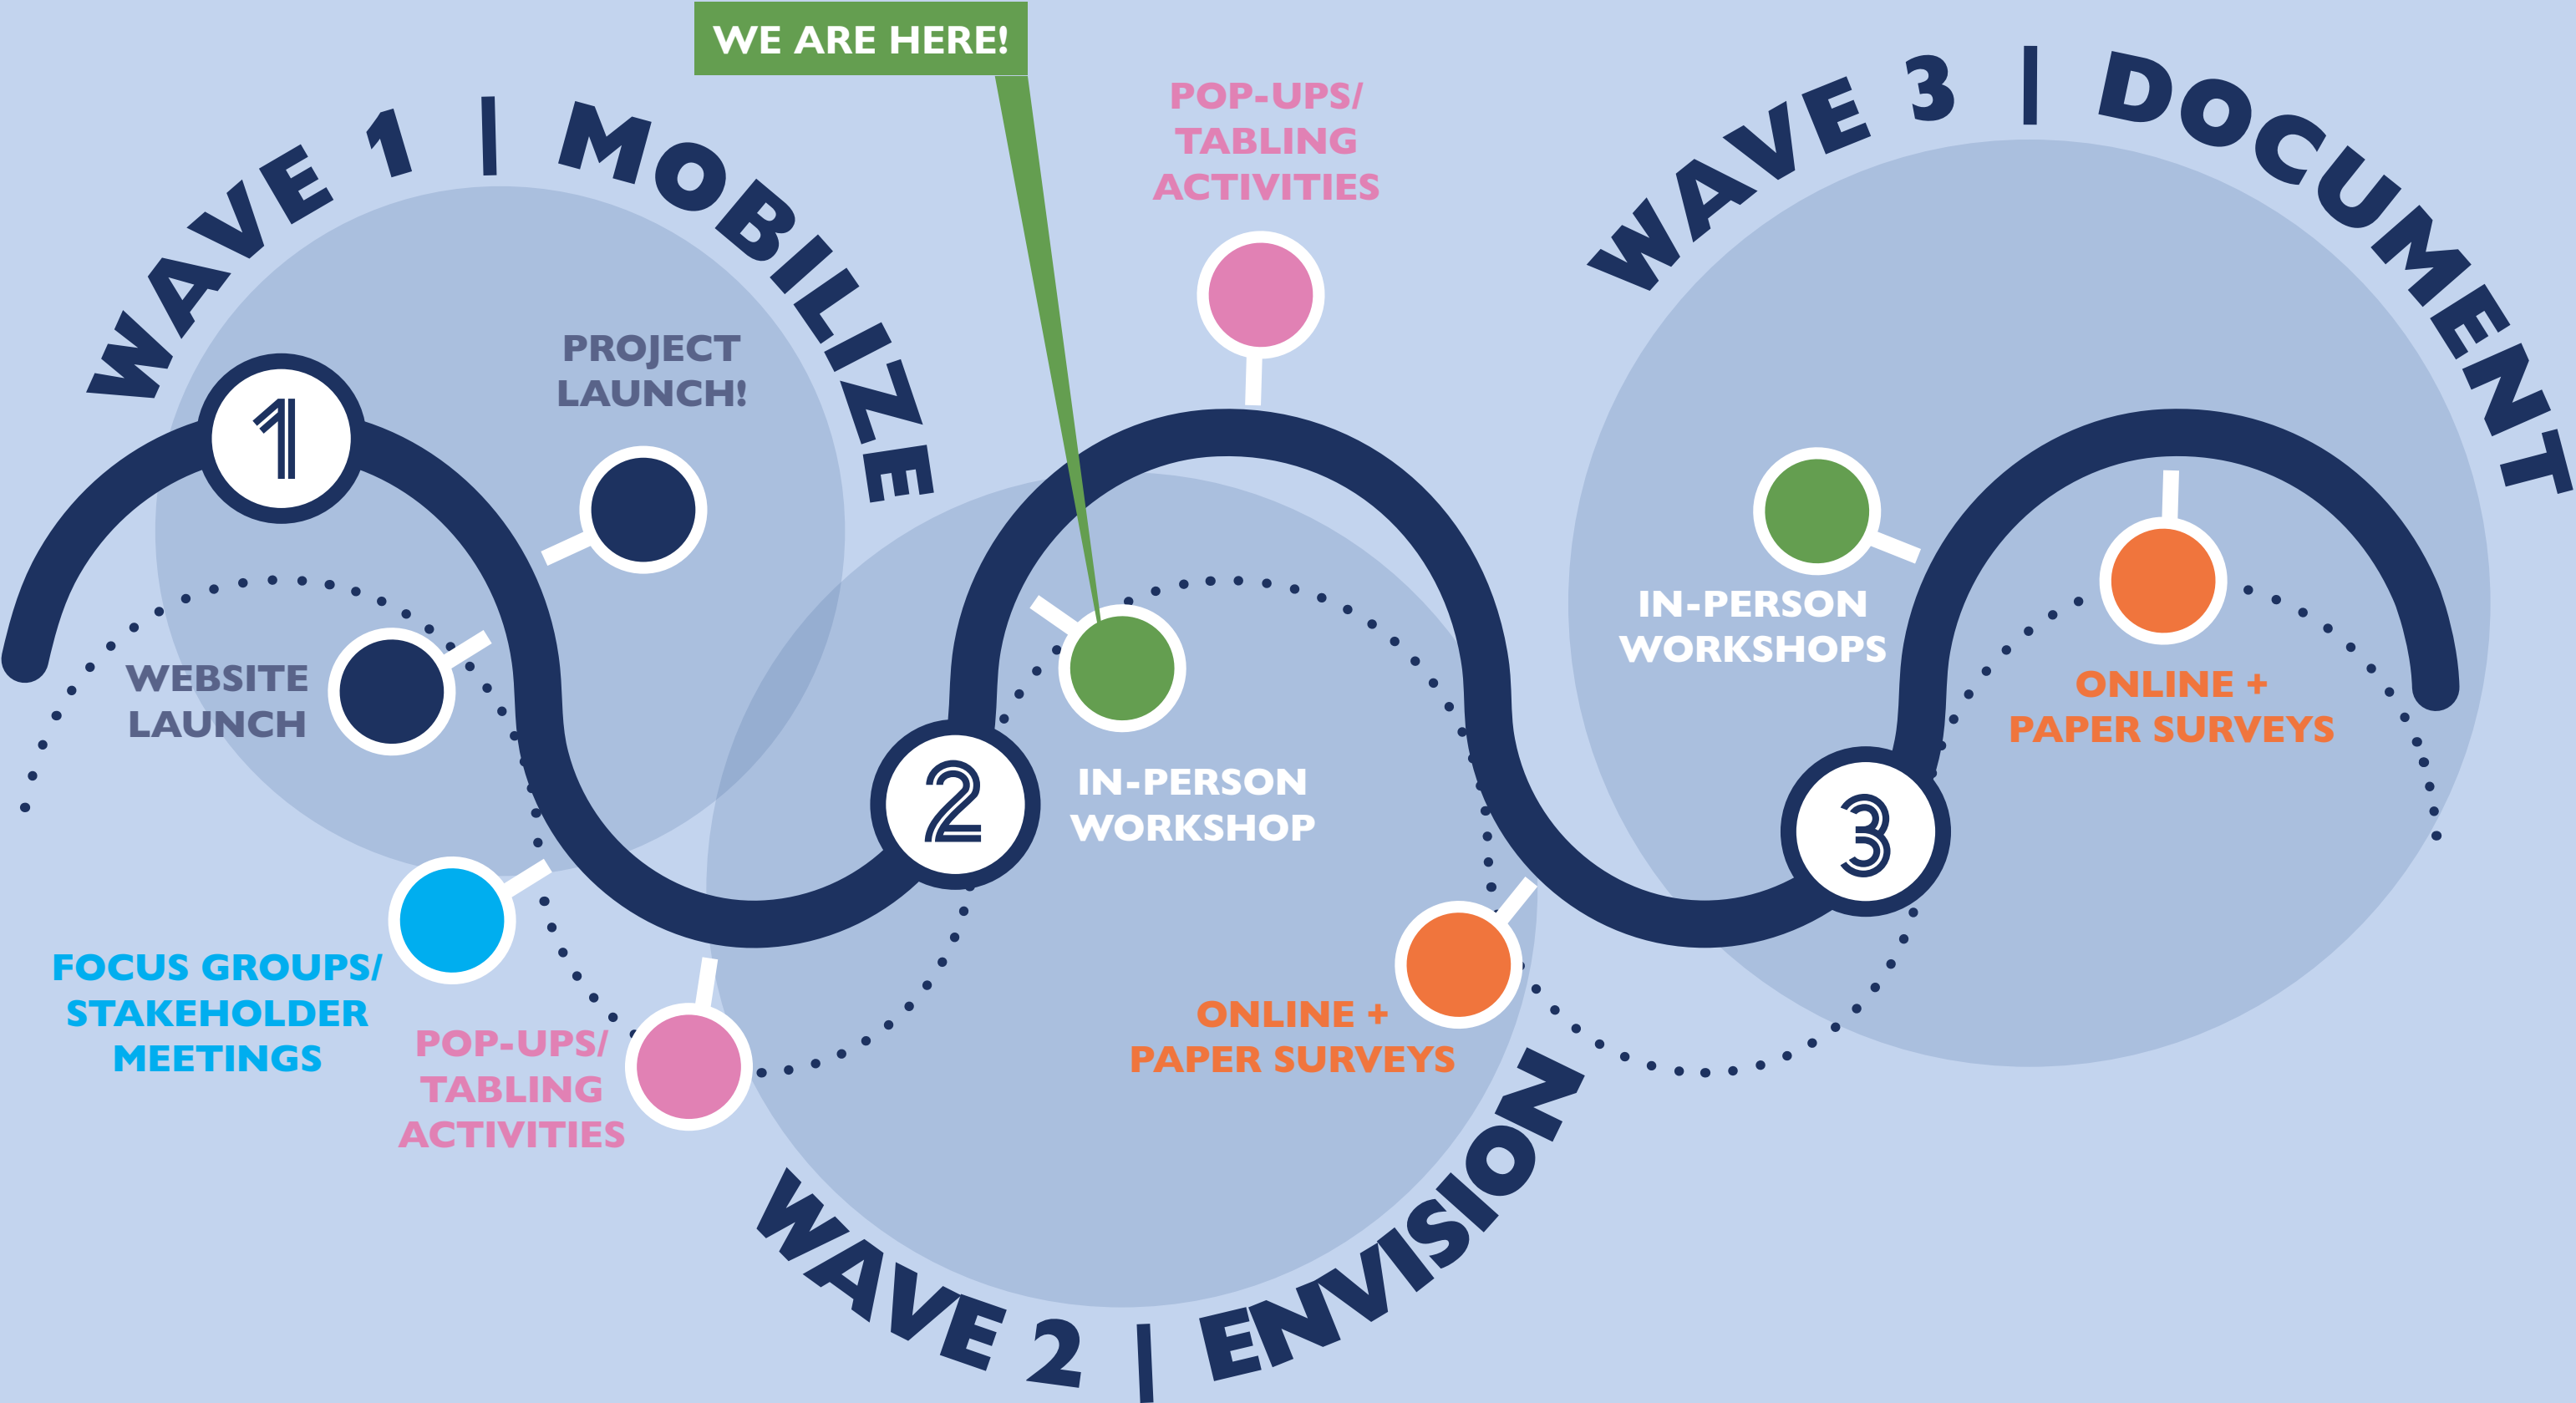 WE ARE HERE!
WAVE 1 | MOBILIZE
1
PROJECT
LAUNCH!
WEBSITE
LAUNCH
FOCUS GROUPS/
STAKEHOLDER
MEETINGS
POP-UPS/
TABLING
ACTIVITIES
WAVE 2 | ENVISION
2
IN-PERSON
WORKSHOP
POP-UPS/
TABLING
ACTIVITIES
ONLINE +
PAPER SURVEYS
WAVE 3 | DOCUMENT
3
IN-PERSON
WORKSHOPS
ONLINE +
PAPER SURVEYS